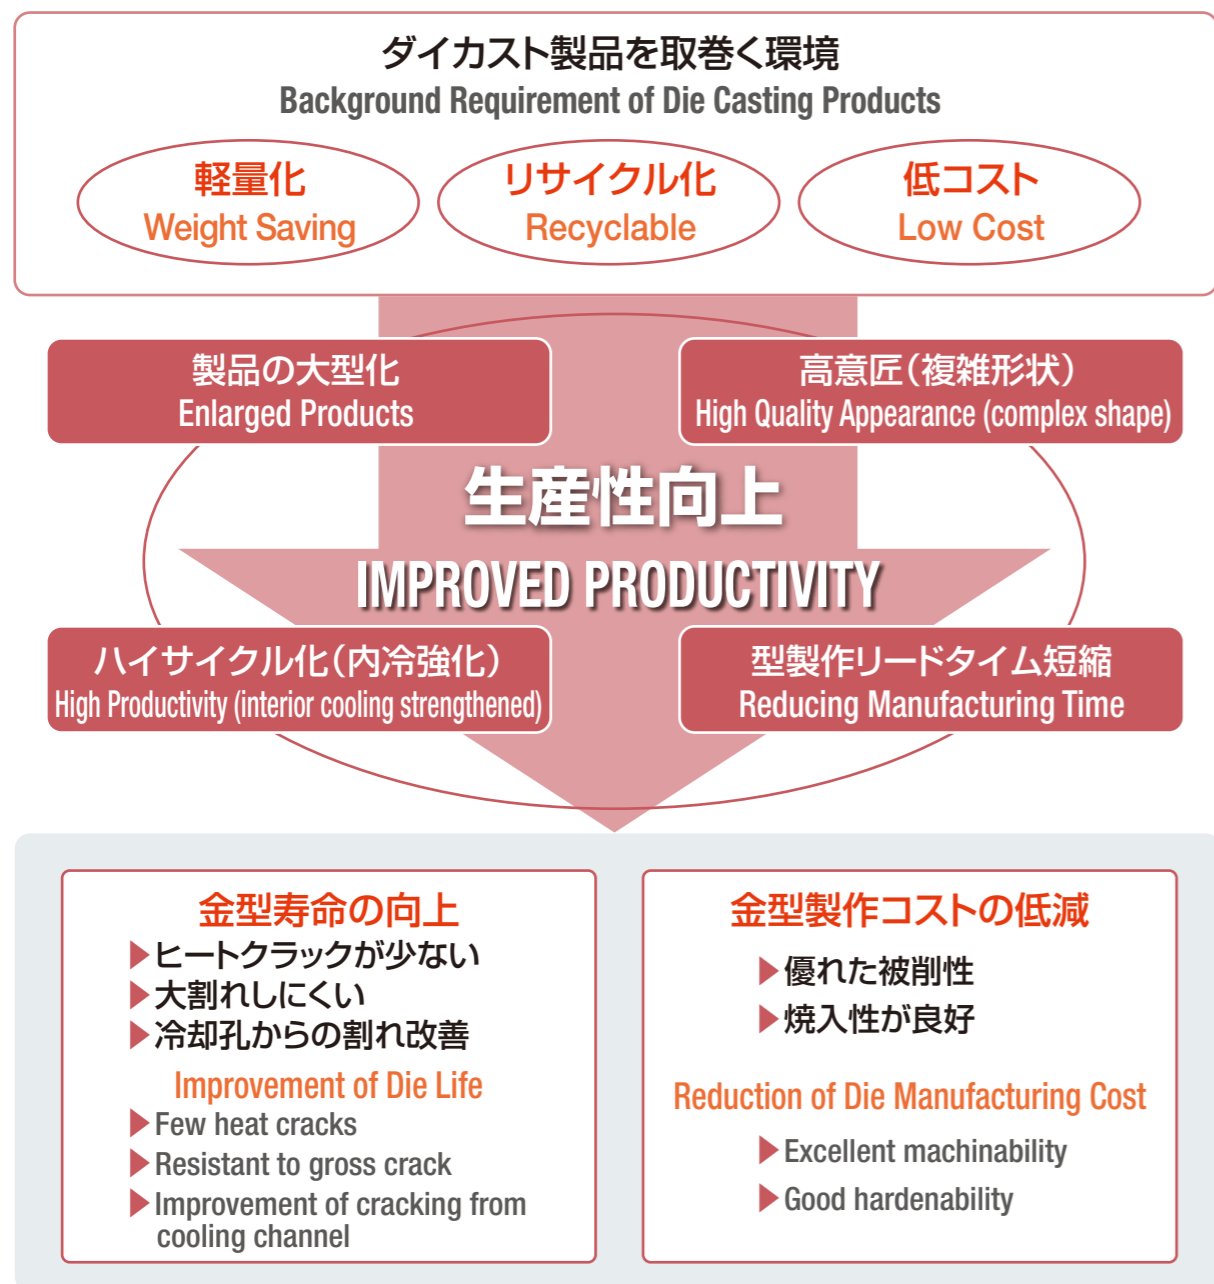 ダイカスト製品を取巻く環境
Background Requirement of Die Casting Products
軽量化
Weight Saving
リサイクル化
Recyclable
低コスト
Low Cost
製品の大型化
Enlarged Products
高意匠（複雑形状）
High Quality Appearance (complex shape)
生産性向上
IMPROVED PRODUCTIVITY
ハイサイクル化（内冷強化）
High Productivity (interior cooling strengthened)
型製作リードタイム短縮
Reducing Manufacturing Time
金型寿命の向上
▶ヒートクラックが少ない
▶大割れしにくい
▶冷却孔からの割れ改善
Improvement of Die Life
▶Few heat cracks
▶Resistant to gross crack
▶Improvement of cracking from
cooling channel
金型製作コストの低減
▶優れた被削性
▶焼入性が良好
Reduction of Die Manufacturing Cost
▶Excellent machinability
▶Good hardenability